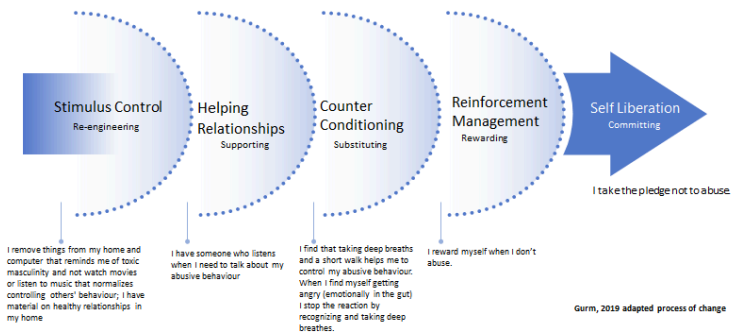 Stimulus Control
Re-engineering
Helping
Relationships
Supporting
Counter
Conditioning
Substituting
Reinforcement
Management
Rewarding
Self Liberation
Committing
I take the pledge not to abuse.
I remove things from my home and
computer that reminds me of toxic
masculinity and not watch movies
or listen to music that normalizes
controlling others' behaviour; I have
material on healthy relationships in
my home
I have someone who listens
when I need to talk about my
abusive behaviour
I find that taking deep breaths
and a short walk helps me to
control my abusive behaviour.
When I find myself getting
angry (emotionally in the gut)
I stop the reaction by
recognizing and taking deep
breathes.
I reward myself when I don't
abuse.
Gurm, 2019 adapted process of change